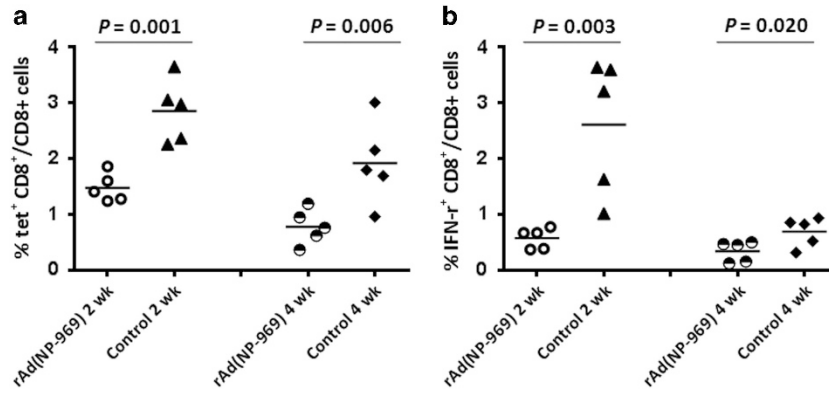 a
P = 0.001
P = 0.006
% tet⁺ CD8⁺/CD8+ cells
4
3
2
1
0
rAd(NP-969) 2 wk
Control 2 wk
rAd(NP-969) 4 wk
Control 4 wk
b
P = 0.003
P = 0.020
% IFN-r⁺ CD8⁺/CD8+ cells
4
3
2
1
0
rAd(NP-969) 2 wk
Control 2 wk
rAd(NP-969) 4 wk
Control 4 wk